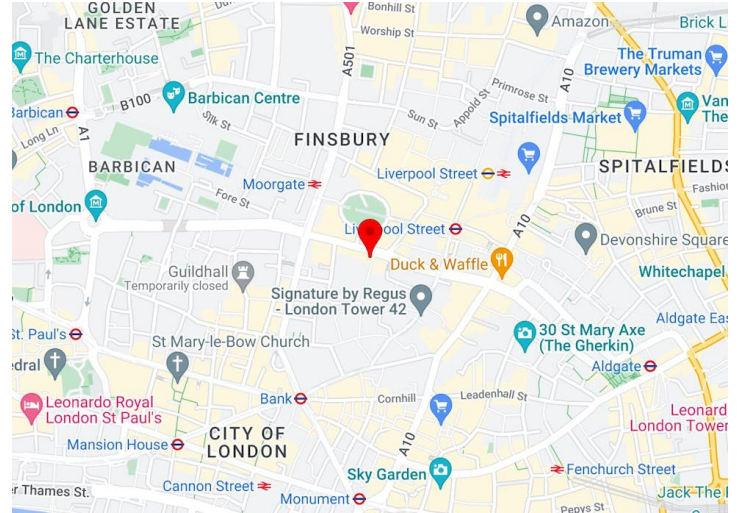 GOLDEN
LANE ESTATE
Bonhill St
Worship St
Amazon
Brick L
The Charterhouse
A501
A10
The Truman
Brewery Markets
B100
Barbican Centre
Primrose St
Appold St
Sun St
Barbican
Long Ln
A1
Silk St
Spitalfields Market
Van
The
FINSBURY
BARBICAN
Moorgate
Liverpool Street
SPITALFIELDS
Fashion
Fore St
of London
Brune St
Liverpool Street
A10
Devonshire Square
Duck & Waffle
Guildhall
Temporarily closed
Whitechapel
Signature by Regus
- London Tower 42
St. Paul's
St Mary-le-Bow Church
30 St Mary Axe
(The Gherkin)
Aldgate Eas
edral
Aldgate
Leonardo Royal
London St Paul's
Bank
Cornhill
Leadenhall St
Leonard
London Tower
Mansion House
CITY OF
LONDON
A10
Sky Garden
Fenchurch Street
er Thames St.
Cannon Street
Monument
Pepys St
Jack The